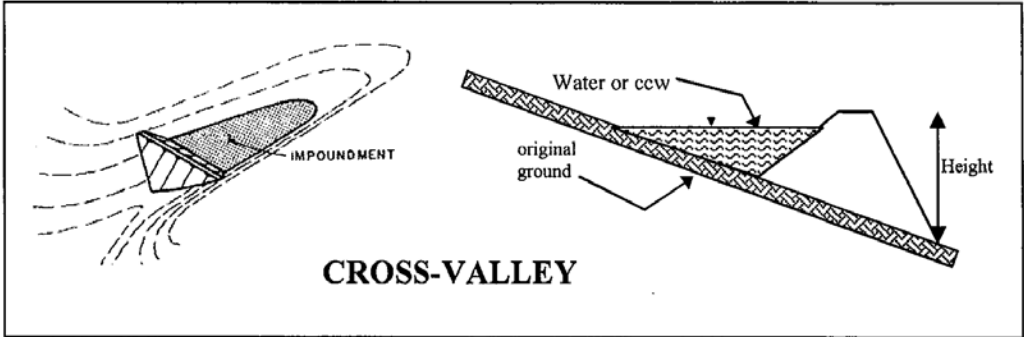 IMPOUNDMENT
Water or ccw
original
ground
Height
CROSS-VALLEY